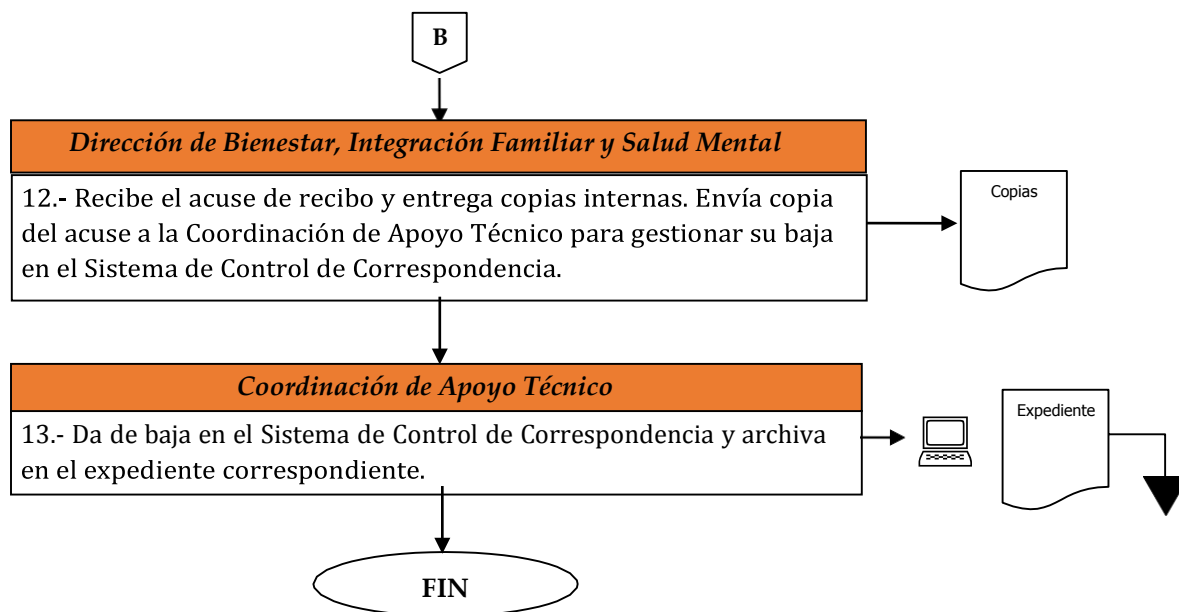 B
Dirección de Bienestar, Integración Familiar y Salud Mental
12.- Recibe el acuse de recibo y entrega copias internas. Envía copia
del acuse a la Coordinación de Apoyo Técnico para gestionar su baja
en el Sistema de Control de Correspondencia.
Copias
Coordinación de Apoyo Técnico
13.- Da de baja en el Sistema de Control de Correspondencia y archiva
en el expediente correspondiente.
Expediente
FIN